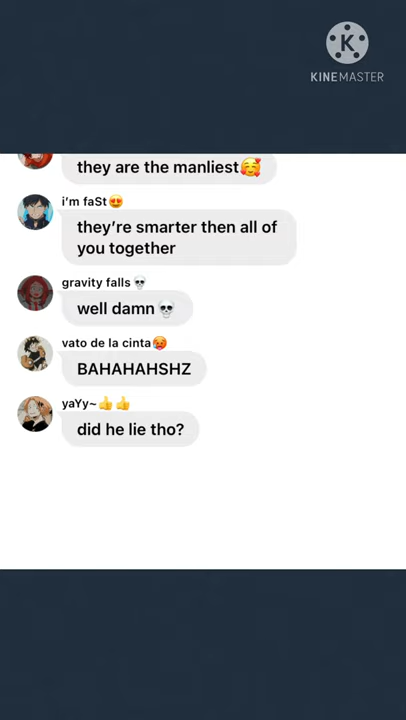 KINEMASTER
they are the manliest🥰
i'm faSt😍
they're smarter then all of
you together
gravity falls💀
well damn💀
vato de la cinta🥵
BAHAHAHSHZ
yaYy~👍👍
did he lie tho?